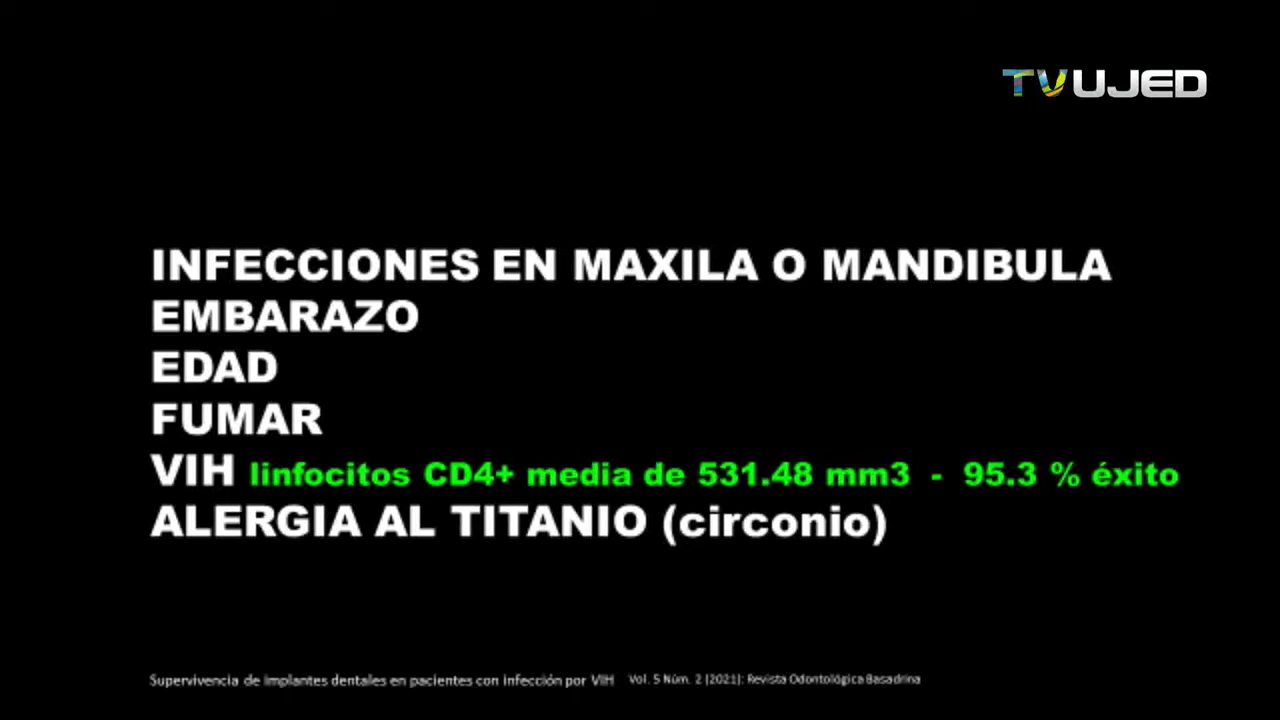 TVUJED
INFECCIONES EN MAXILA O MANDIBULA
EMBARAZO
EDAD
FUMAR
VIH linfocitos CD4+ media de 531.48 mm3 - 95.3 % éxito
ALERGIA AL TITANIO (circonio)
Supervivencia de implantes dentales en pacientes con infección por VIH Vol. 5 Núm. 2 (2021): Revista Odontológica Basadrina